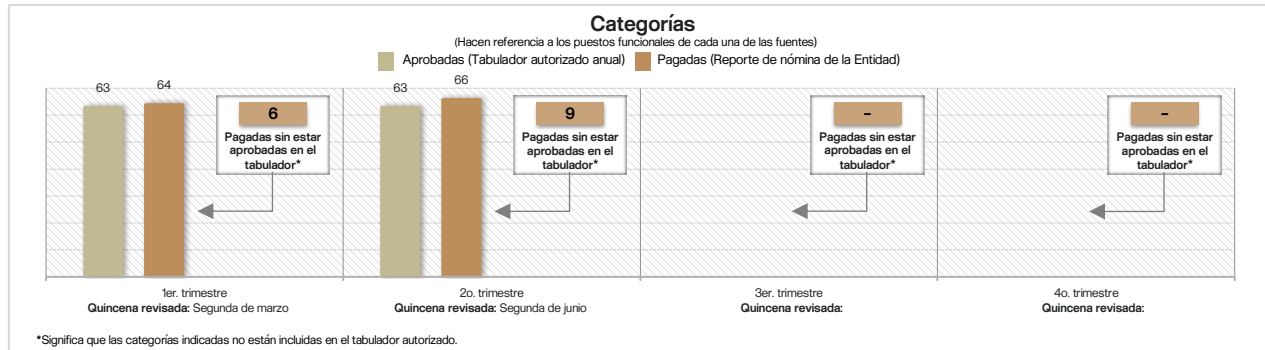 Categorías
(Hacen referencia a los puestos funcionales de cada una de las fuentes)
Aprobadas (Tabulador autorizado anual)
Pagadas (Reporte de nómina de la Entidad)
63
64
6
Pagadas sin estar
aprobadas en el
tabulador*
63
66
9
Pagadas sin estar
aprobadas en el
tabulador*
-
Pagadas sin estar
aprobadas en el
tabulador*
-
Pagadas sin estar
aprobadas en el
tabulador*
1er. trimestre
Quincena revisada: Segunda de marzo
2o. trimestre
Quincena revisada: Segunda de junio
3er. trimestre
Quincena revisada:
4o. trimestre
Quincena revisada:
*Significa que las categorías indicadas no están incluidas en el tabulador autorizado.